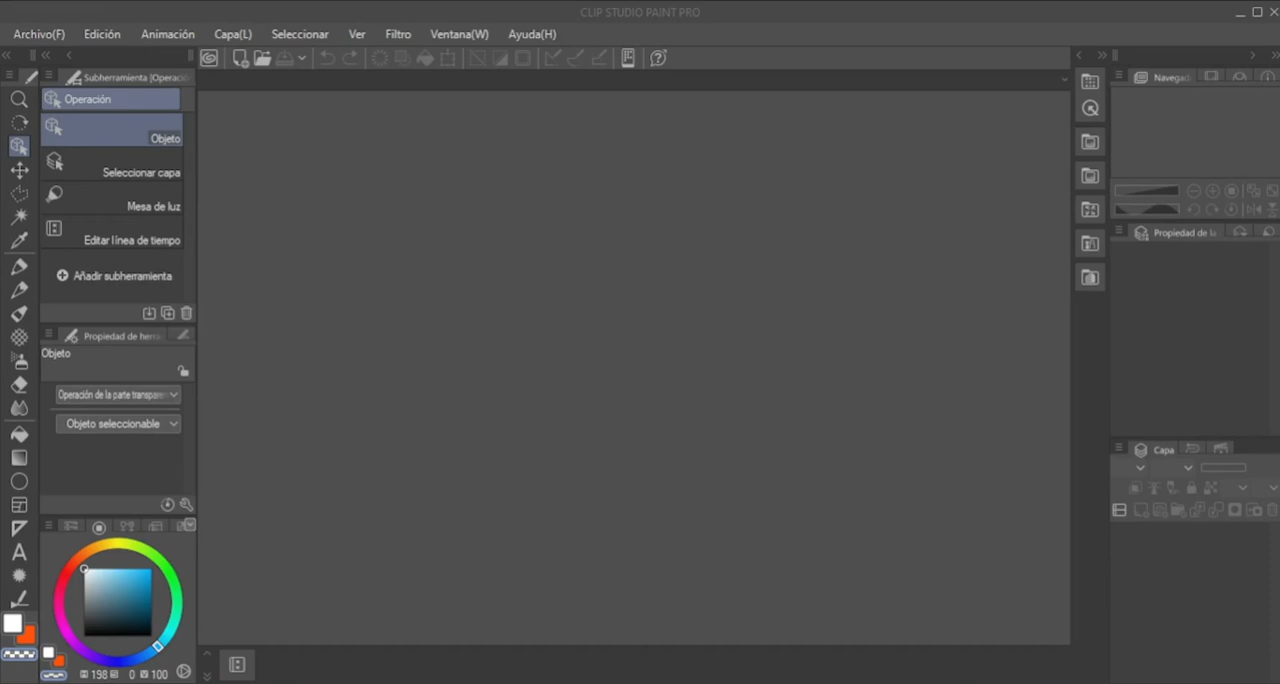 CLIP STUDIO PAINT PRO
Archivo(F) Edición Animación Capa(L) Seleccionar Ver Filtro Ventana(W) Ayuda(H)
Subherramienta [Operació
Operación
Objeto
Seleccionar capa
Mesa de luz
Editar línea de tiempo
Añadir subherramienta
Propiedad de herra
Objeto
Operación de la parte transpare
Objeto seleccionable
198 0 100
A
Navegad
Propiedad de la
Capa